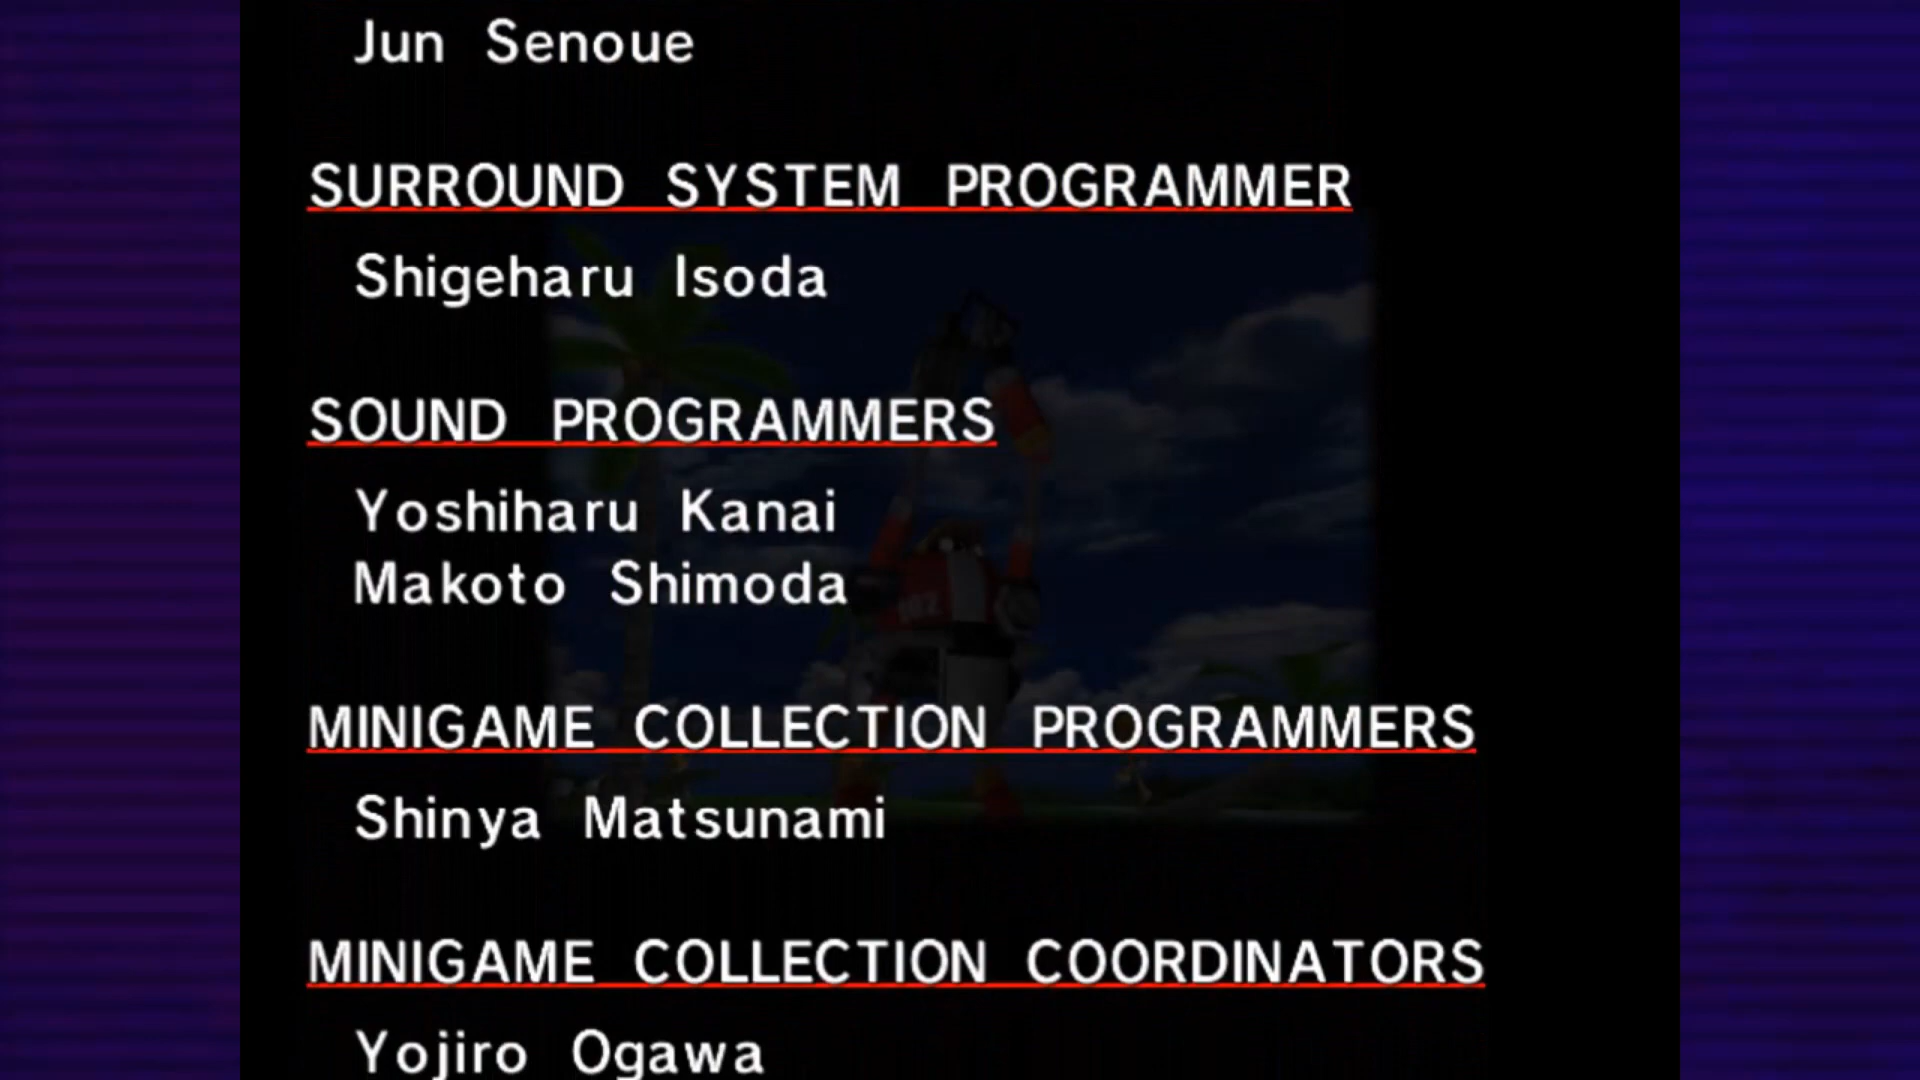 Jun Senoue
SURROUND SYSTEM PROGRAMMER
Shigeharu Isoda
SOUND PROGRAMMERS
Yoshiharu Kanai
Makoto Shimoda
MINIGAME COLLECTION PROGRAMMERS
Shinya Matsunami
MINIGAME COLLECTION COORDINATORS
Yojiro Ogawa